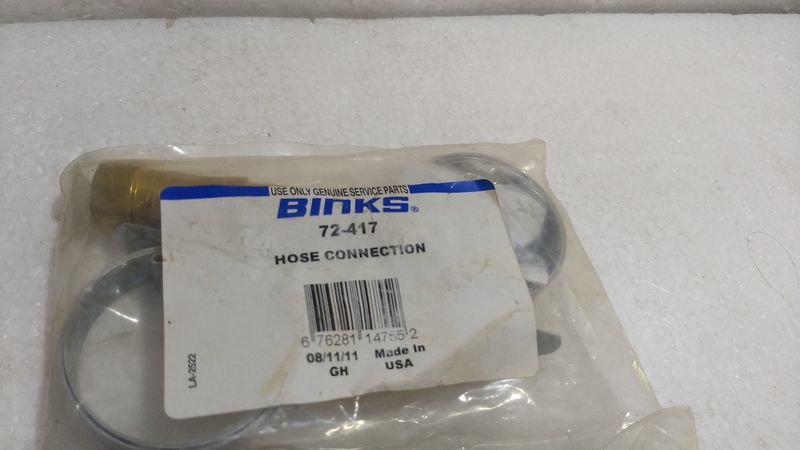 USE ONLY GENUINE SERVICE PARTS
BINKS®
72-417
HOSE CONNECTION
6 76281 14755 2
08/11/11 Made In
GH USA
LA-2522